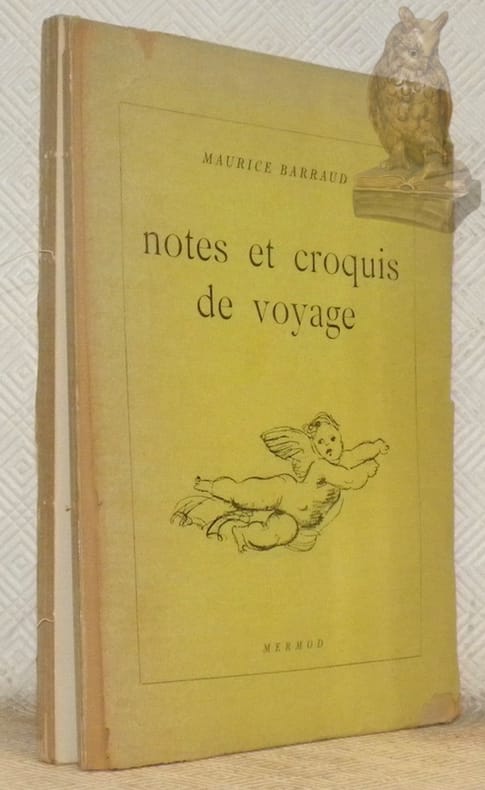 MAURICE BARRAUD
notes et croquis
de voyage
MERMOD